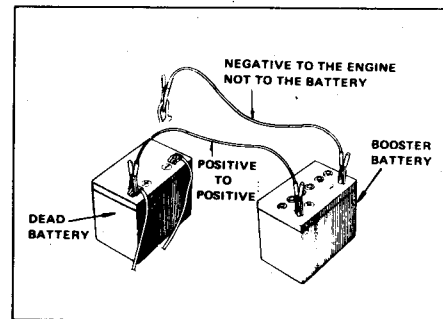 NEGATIVE TO THE ENGINE
NOT TO THE BATTERY
BOOSTER
BATTERY
POSITIVE
TO
POSITIVE
DEAD
BATTERY